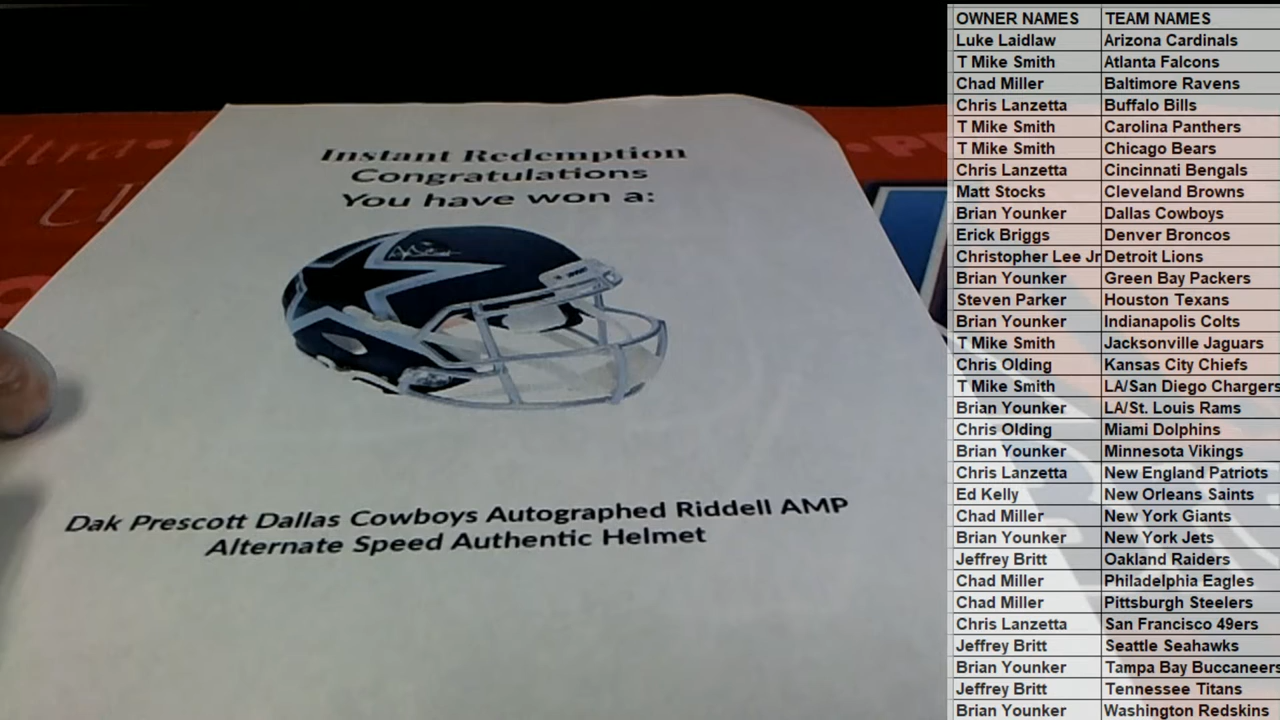 Instant Redemption
Congratulations
You have won a:
Dak Prescott Dallas Cowboys Autographed Riddell AMP
Alternate Speed Authentic Helmet
OWNER NAMES TEAM NAMES
Luke Laidlaw Arizona Cardinals
T Mike Smith Atlanta Falcons
Chad Miller Baltimore Ravens
Chris Lanzetta Buffalo Bills
T Mike Smith Carolina Panthers
T Mike Smith Chicago Bears
Chris Lanzetta Cincinnati Bengals
Matt Stocks Cleveland Browns
Brian Younker Dallas Cowboys
Erick Briggs Denver Broncos
Christopher Lee Jr Detroit Lions
Brian Younker Green Bay Packers
Steven Parker Houston Texans
Brian Younker Indianapolis Colts
T Mike Smith Jacksonville Jaguars
Chris Olding Kansas City Chiefs
T Mike Smith LA/San Diego Chargers
Brian Younker LA/St. Louis Rams
Chris Olding Miami Dolphins
Brian Younker Minnesota Vikings
Chris Lanzetta New England Patriots
Ed Kelly New Orleans Saints
Chad Miller New York Giants
Brian Younker New York Jets
Jeffrey Britt Oakland Raiders
Chad Miller Philadelphia Eagles
Chad Miller Pittsburgh Steelers
Chris Lanzetta San Francisco 49ers
Jeffrey Britt Seattle Seahawks
Brian Younker Tampa Bay Buccaneers
Jeffrey Britt Tennessee Titans
Brian Younker Washington Redskins